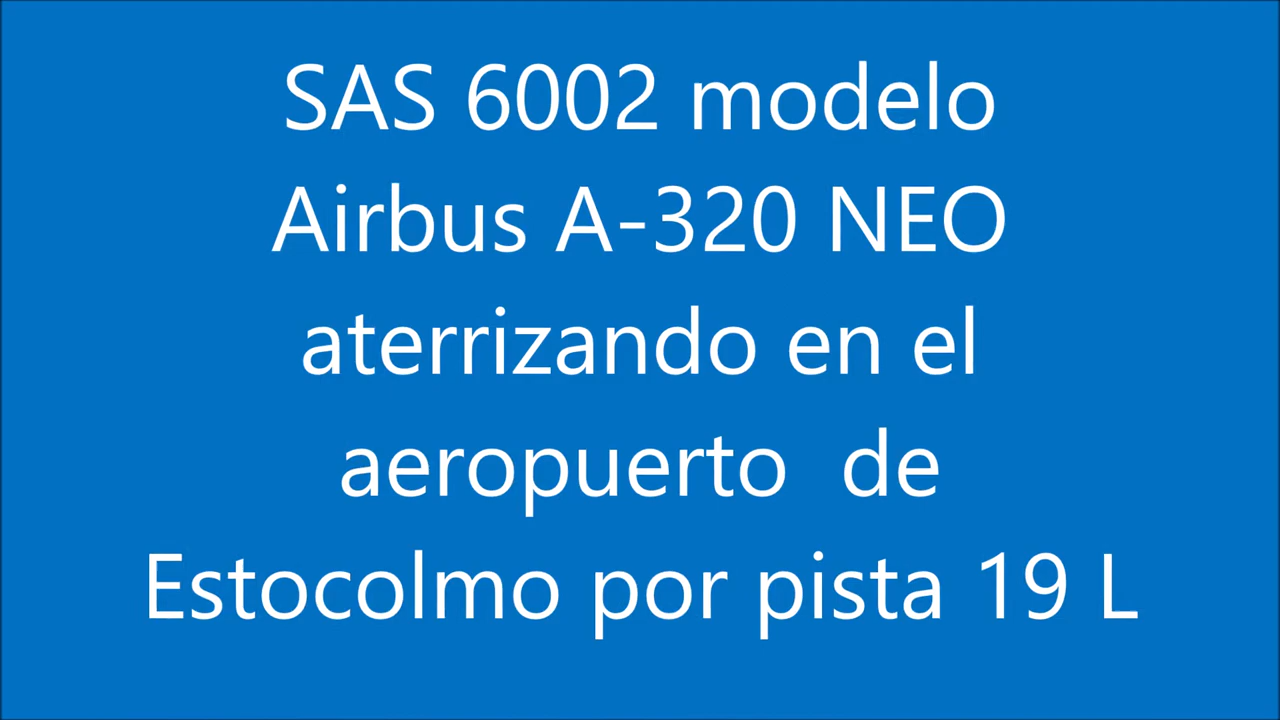 SAS 6002 modelo
Airbus A-320 NEO
aterrizando en el
aeropuerto  de
Estocolmo por pista 19 L